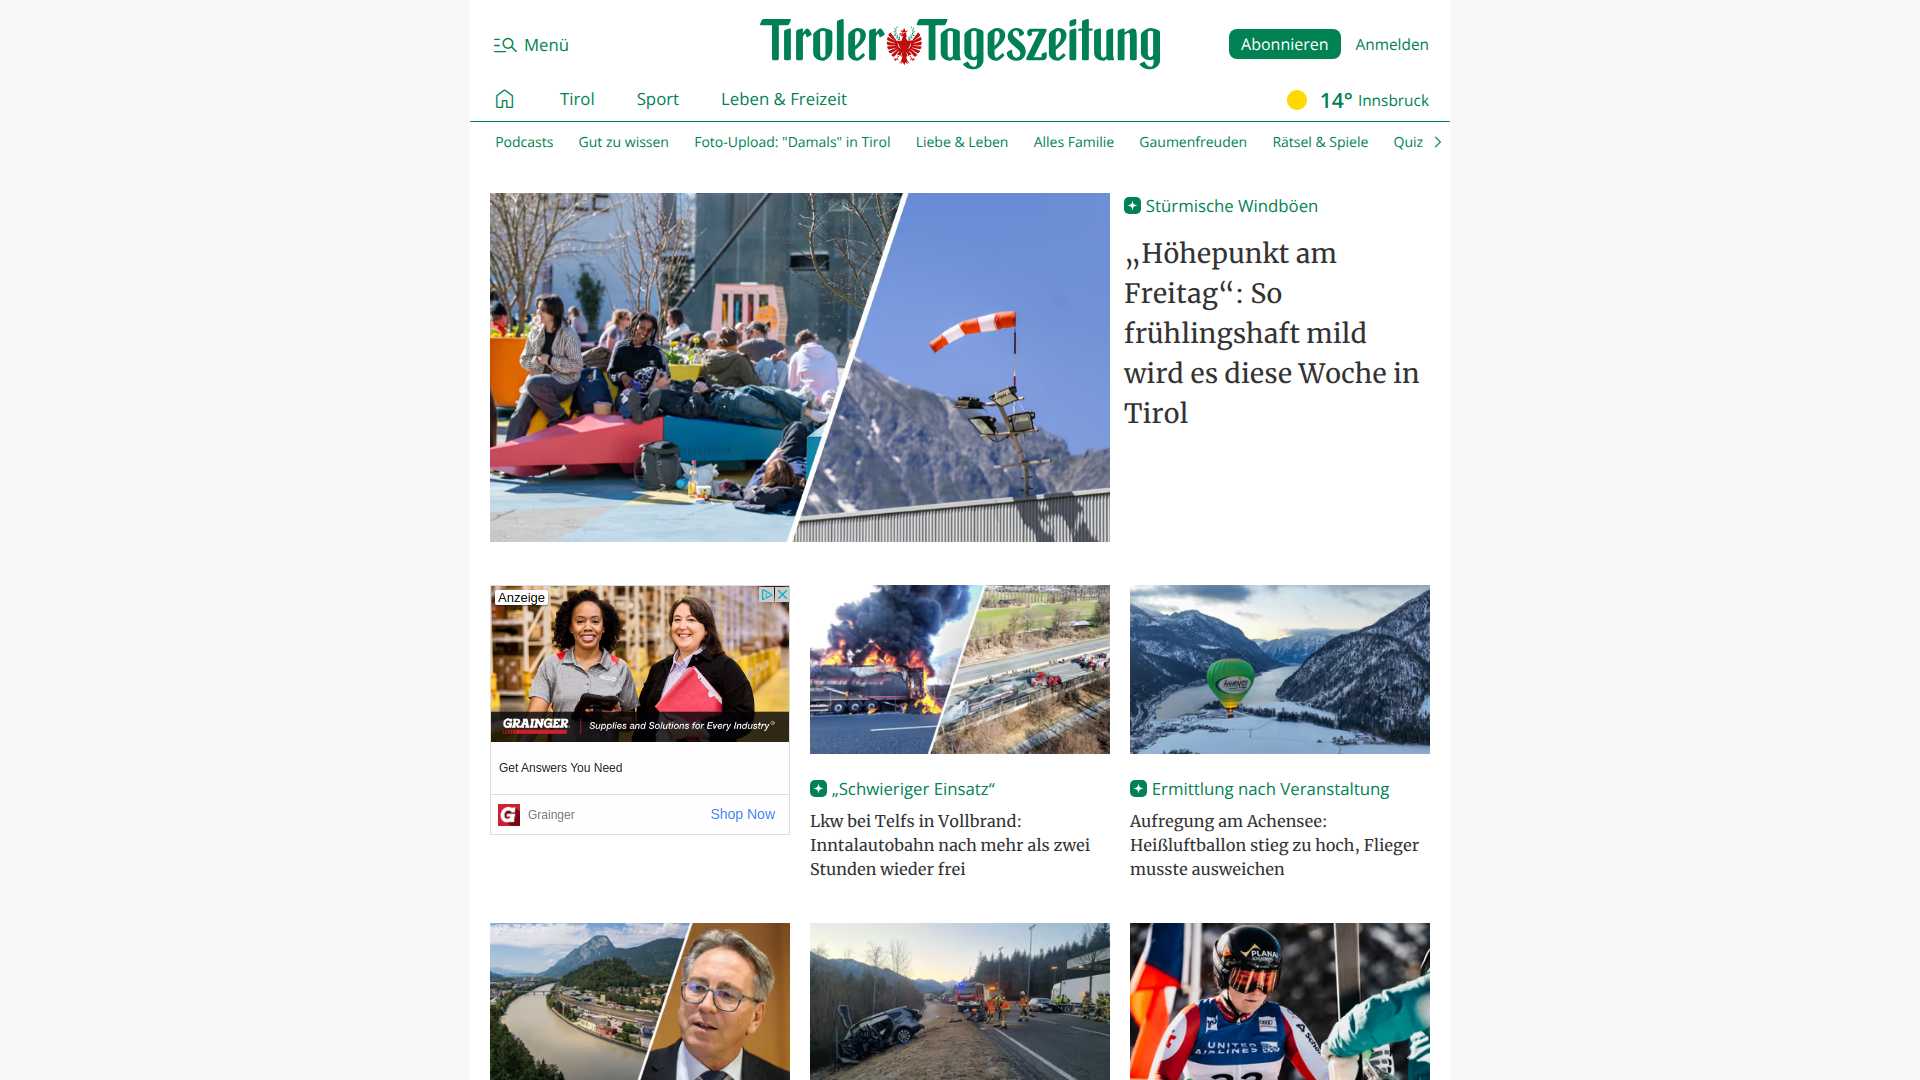 Menü
Tiroler Tageszeitung
Abonnieren
Anmelden
Tirol
Sport
Leben & Freizeit
14° Innsbruck
Podcasts
Gut zu wissen
Foto-Upload: "Damals" in Tirol
Liebe & Leben
Alles Familie
Gaumenfreuden
Rätsel & Spiele
Quiz
Stürmische Windböen
„Höhepunkt am
Freitag“: So
frühlingshaft mild
wird es diese Woche in
Tirol
Anzeige
GRAINGER
Supplies and Solutions for Every Industry®
Get Answers You Need
G
Grainger
Shop Now
„Schwieriger Einsatz“
Lkw bei Telfs in Vollbrand:
Inntalautobahn nach mehr als zwei
Stunden wieder frei
Ermittlung nach Veranstaltung
Aufregung am Achensee:
Heißluftballon stieg zu hoch, Flieger
musste ausweichen
PLANAI
UNITED
AIRLINES